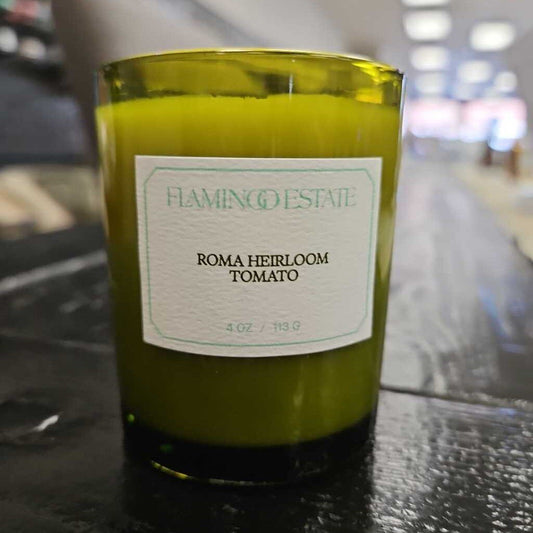 FLAMINGO ESTATE
ROMA HEIRLOOM
TOMATO
4 OZ / 113 G